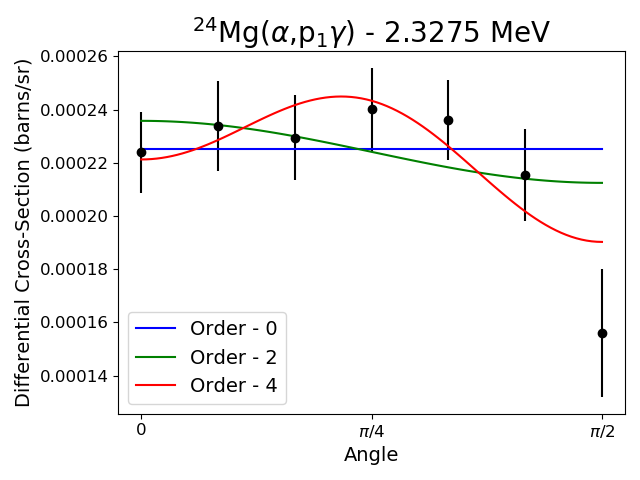 ²⁴Mg(α,p₁γ) - 2.3275 MeV
Differential Cross-Section (barns/sr)
0.00026
0.00024
0.00022
0.00020
0.00018
0.00016
0.00014
Order - 0
Order - 2
Order - 4
0
π/4
π/2
Angle